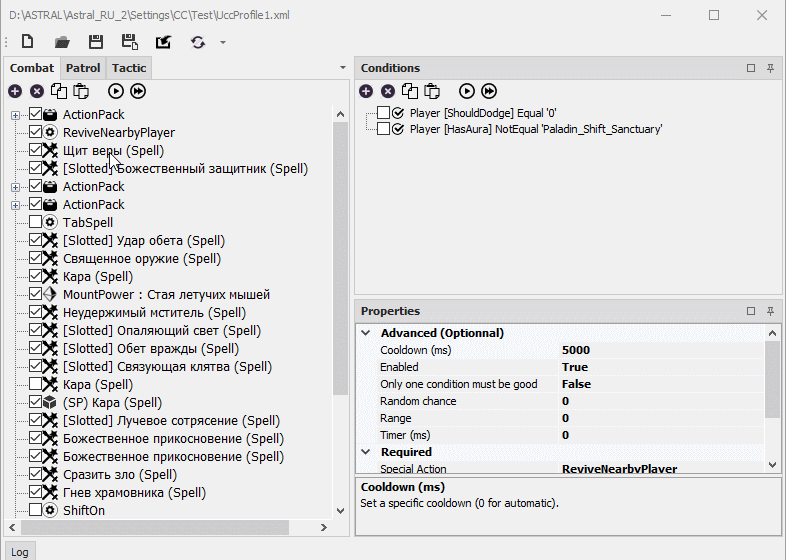 D:\ASTRAL\Astral_RU_2\Settings\CC\Test\UccProfile1.xml
Combat Patrol Tactic
ActionPack
ReviveNearbyPlayer
Щит веры (Spell)
[Slotted] Божественный защитник (Spell)
ActionPack
ActionPack
TabSpell
[Slotted] Удар обета (Spell)
Священное оружие (Spell)
Кара (Spell)
MountPower : Стая летучих мышей
Неудержимый мститель (Spell)
[Slotted] Опаляющий свет (Spell)
[Slotted] Обет вражды (Spell)
[Slotted] Связующая клятва (Spell)
Кара (Spell)
(SP) Кара (Spell)
[Slotted] Лучевое сотрясение (Spell)
Божественное прикосновение (Spell)
Божественное прикосновение (Spell)
Сразить зло (Spell)
Гнев храмовника (Spell)
ShiftOn
Conditions
Player [ShouldDodge] Equal '0'
Player [HasAura] NotEqual 'Paladin_Shift_Sanctuary'
Properties
Advanced (Optionnal)
Cooldown (ms) 5000
Enabled True
Only one condition must be good False
Random chance 0
Range 0
Timer (ms) 0
Required
Special Action ReviveNearbyPlayer
Cooldown (ms)
Set a specific cooldown (0 for automatic).
Log